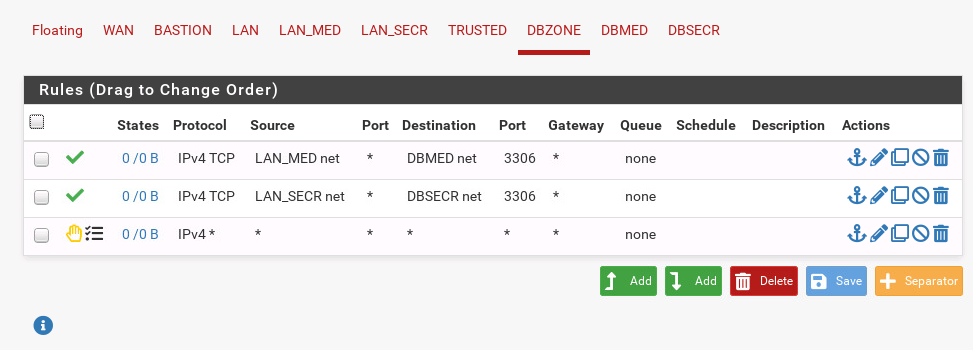 Floating WAN BASTION LAN LAN_MED LAN_SECR TRUSTED DBZONE DBMED DBSECR
Rules (Drag to Change Order)
States Protocol Source Port Destination Port Gateway Queue Schedule Description Actions
0 /0 B IPv4 TCP LAN_MED net * DBMED net 3306 * none
0 /0 B IPv4 TCP LAN_SECR net * DBSECR net 3306 * none
0 /0 B IPv4 * * * * * * none
Add Add Delete Save Separator